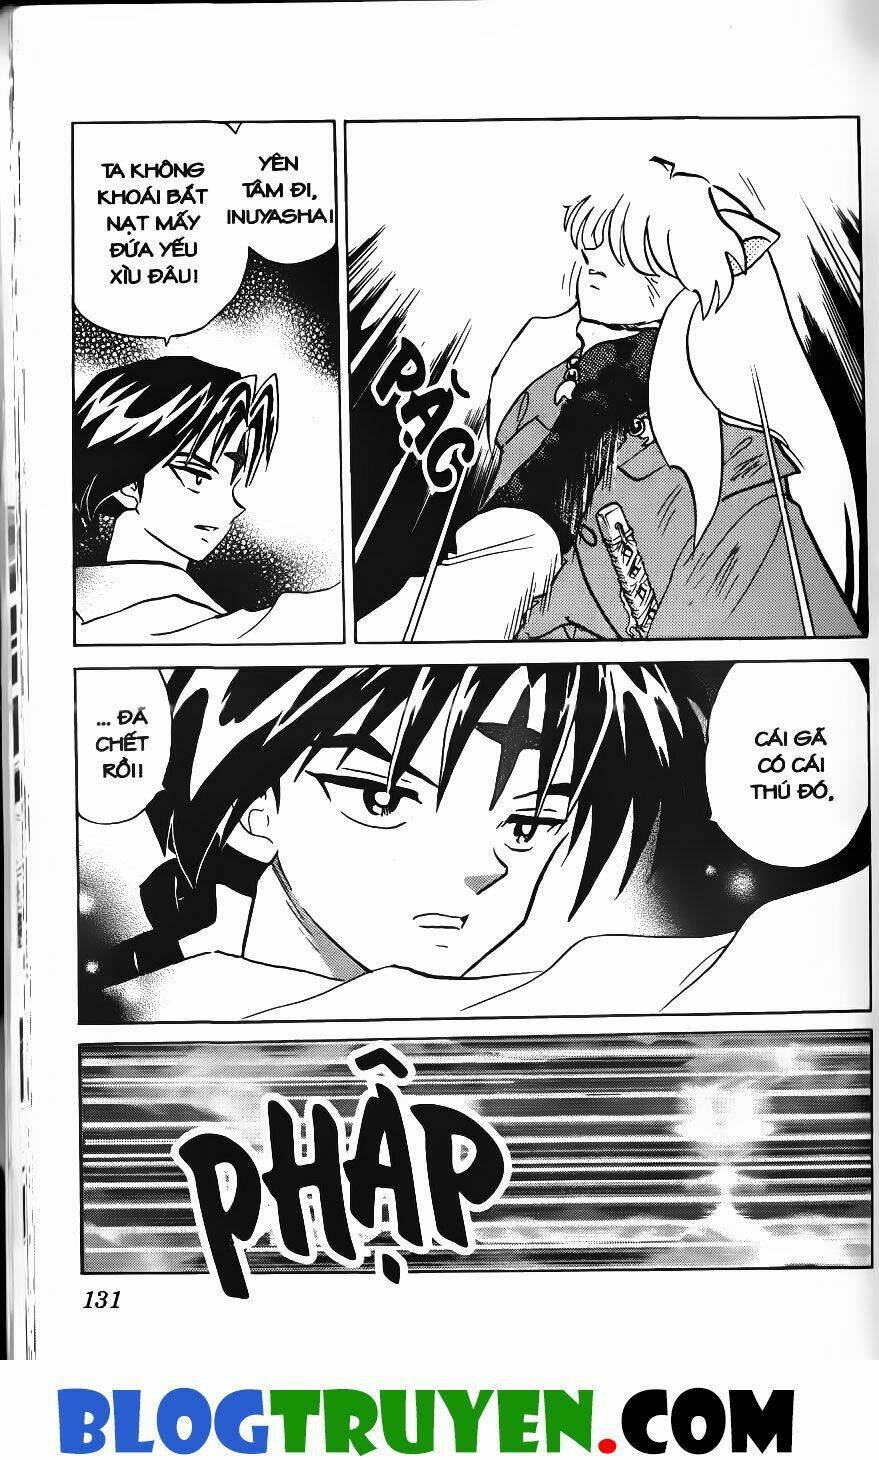 YÊN
TÂM ĐI,
INUYASHA!
TA KHÔNG
KHOÁI BẮT
NẠT MẤY
ĐỨA YẾU
XÌU ĐÂU!
PẶC
CÁI GÃ
CÓ CÁI
THÚ ĐÓ,
... ĐÃ
CHẾT
RỒI!
PHẬP
131
BLOGTRUYEN.COM